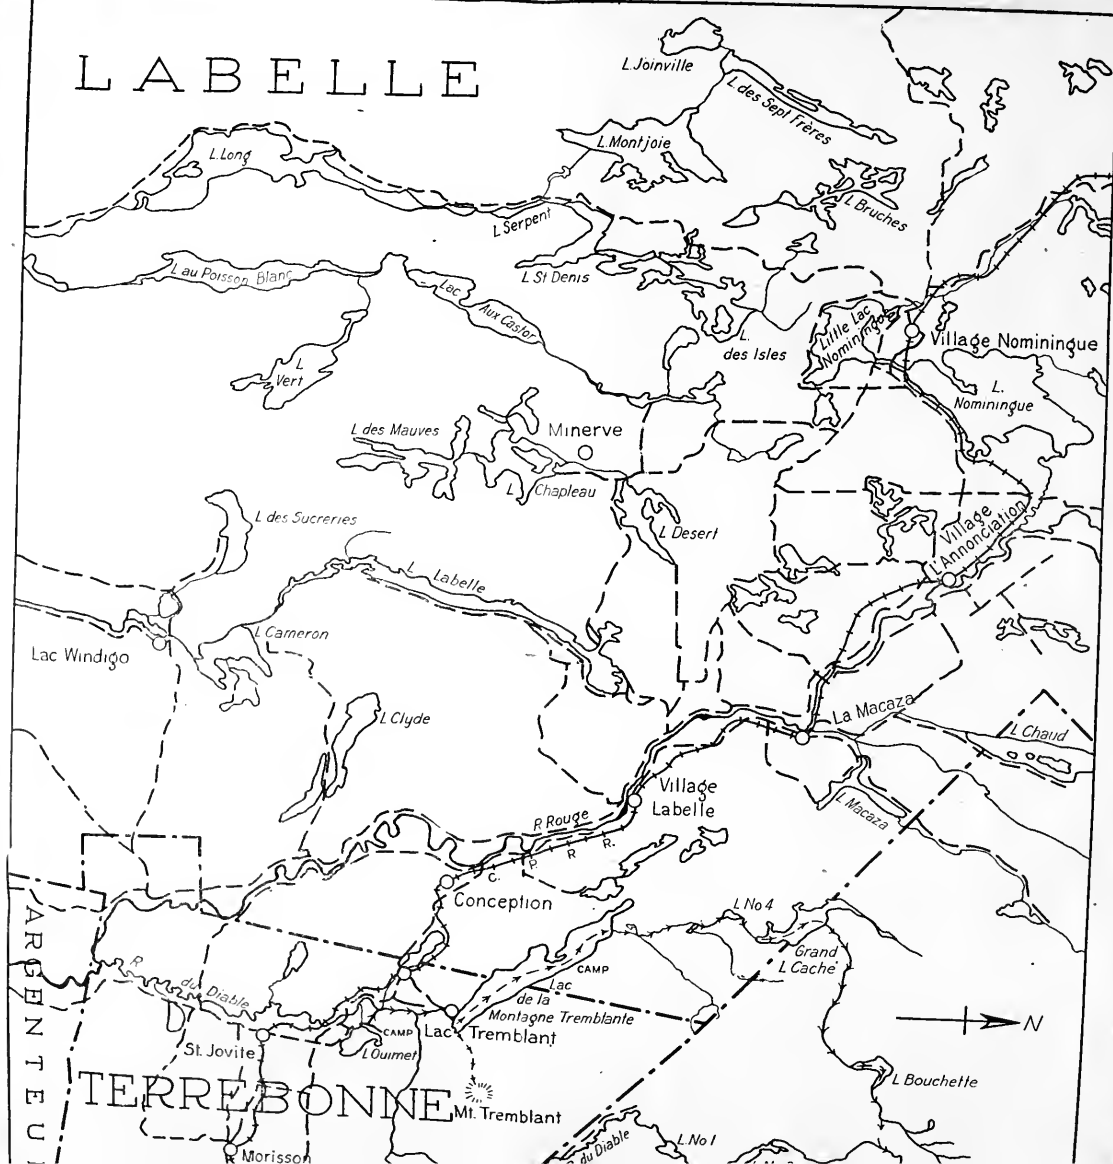 LABELLE
L. Joinville
L des Sept Frères
L. Long
L. Montjoie
L Bruches
L Serpent
L au Poisson Blanc
L St Denis
Lac
Aux Castor
L.
des Isles
Little Lac
Nominingue
Village Nominingue
L
Vert
L.
Nominingue
L des Mauves
Minerve
L Chapleau
L des Sucreries
L Desert
Village
L'Annonciation
L Labelle
L Cameron
Lac Windigo
L Clyde
La Macaza
L Chaud
Village
Labelle
L Macaza
R Rouge
C. P. R. R.
Conception
L No 4
Grand
L Caché
ARGENTEU
R du Diable
CAMP
Lac
de la
Montagne Tremblante
N
St. Jovite
CAMP
Lac
Tremblant
L Ouimet
L Bouchette
TERREBONNE
Mt. Tremblant
Morisson
du Diable
L No 1